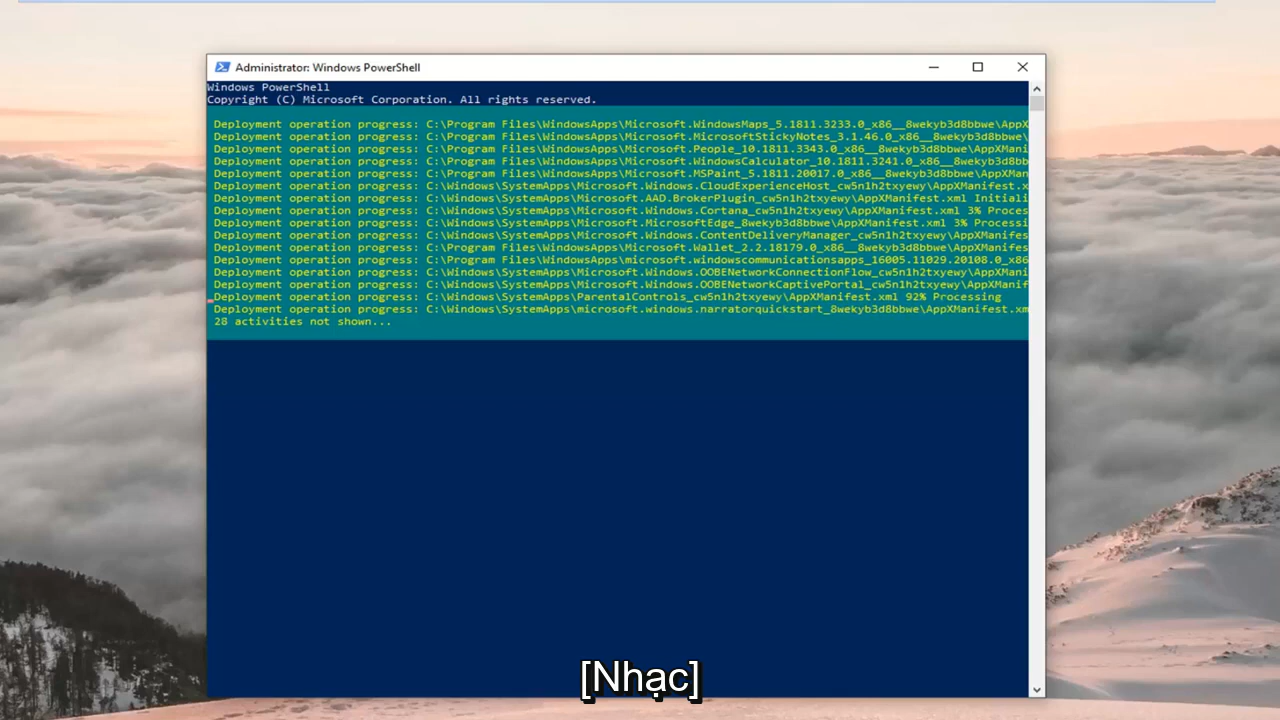 Administrator: Windows PowerShell
Windows PowerShell
Copyright (C) Microsoft Corporation. All rights reserved.
Deployment operation progress: C:\Program Files\WindowsApps\Microsoft.WindowsMaps_5.1811.3233.0_x86__8wekyb3d8bbwe\AppX
Deployment operation progress: C:\Program Files\WindowsApps\Microsoft.MicrosoftStickyNotes_3.1.46.0_x86__8wekyb3d8bbwe\
Deployment operation progress: C:\Program Files\WindowsApps\Microsoft.People_10.1811.3343.0_x86__8wekyb3d8bbwe\AppXMani
Deployment operation progress: C:\Program Files\WindowsApps\Microsoft.WindowsCalculator_10.1811.3241.0_x86__8wekyb3d8bb
Deployment operation progress: C:\Program Files\WindowsApps\Microsoft.MSPaint_5.1811.20017.0_x86__8wekyb3d8bbwe\AppXMan
Deployment operation progress: C:\Windows\SystemApps\Microsoft.Windows.CloudExperienceHost_cw5n1h2txyewy\AppXManifest.x
Deployment operation progress: C:\Windows\SystemApps\Microsoft.AAD.BrokerPlugin_cw5n1h2txyewy\AppXManifest.xml Initiali
Deployment operation progress: C:\Windows\SystemApps\Microsoft.Windows.Cortana_cw5n1h2txyewy\AppXManifest.xml 3% Proces
Deployment operation progress: C:\Windows\SystemApps\Microsoft.MicrosoftEdge_8wekyb3d8bbwe\AppXManifest.xml 3% Processi
Deployment operation progress: C:\Windows\SystemApps\Microsoft.Windows.ContentDeliveryManager_cw5n1h2txyewy\AppXManifes
Deployment operation progress: C:\Program Files\WindowsApps\Microsoft.Wallet_2.2.18179.0_x86__8wekyb3d8bbwe\AppXManifes
Deployment operation progress: C:\Program Files\WindowsApps\microsoft.windowscommunicationsapps_16005.11029.20108.0_x86
Deployment operation progress: C:\Windows\SystemApps\Microsoft.Windows.OOBENetworkConnectionFlow_cw5n1h2txyewy\AppXMani
Deployment operation progress: C:\Windows\SystemApps\Microsoft.Windows.OOBENetworkCaptivePortal_cw5n1h2txyewy\AppXManif
Deployment operation progress: C:\Windows\SystemApps\ParentalControls_cw5n1h2txyewy\AppXManifest.xml 92% Processing
Deployment operation progress: C:\Windows\SystemApps\microsoft.windows.narratorquickstart_8wekyb3d8bbwe\AppXManifest.xm
28 activities not shown...
[Nhạc]